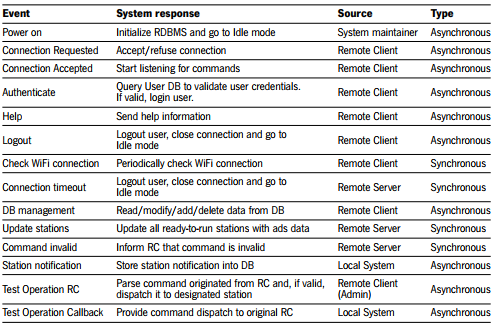 Event System response Source Type
Power on Initialize RDBMS and go to Idle mode System maintainer Asynchronous
Connection Requested Accept/refuse connection Remote Client Asynchronous
Connection Accepted Start listening for commands Remote Client Asynchronous
Authenticate Query User DB to validate user credentials. Remote Client Asynchronous
If valid, login user.
Help Send help information Remote Client Asynchronous
Logout Logout user, close connection and go to Remote Client Asynchronous
Idle mode
Check WiFi connection Periodically check WiFi connection Remote Client Synchronous
Connection timeout Logout user, close connection and go to Remote Server Synchronous
Idle mode
DB management Read/modify/add/delete data from DB Remote Client Asynchronous
Update stations Update all ready-to-run stations with ads data Remote Server Synchronous
Command invalid Inform RC that command is invalid Remote Server Synchronous
Station notification Store station notification into DB Local System Asynchronous
Test Operation RC Parse command originated from RC and, if valid, Remote Client Asynchronous
dispatch it to designated station (Admin)
Test Operation Callback Provide command dispatch to original RC Local System Asynchronous